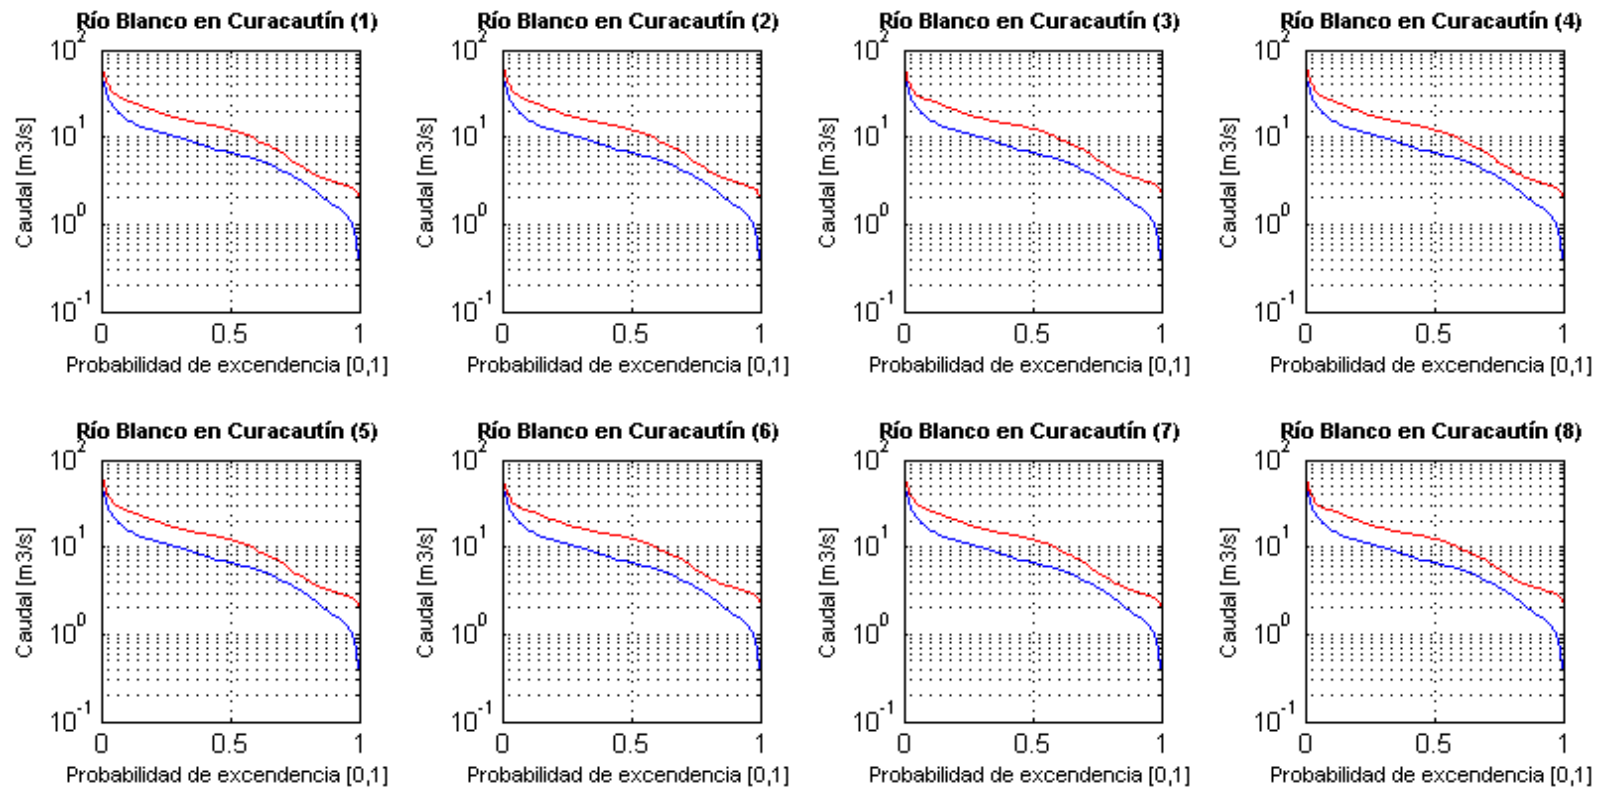 Río Blanco en Curacautín (1)
10^2
10^1
10^0
10^-1
Caudal [m3/s]
0 0.5 1
Probabilidad de excendencia [0,1]
Río Blanco en Curacautín (2)
10^2
10^1
10^0
10^-1
Caudal [m3/s]
0 0.5 1
Probabilidad de excendencia [0,1]
Río Blanco en Curacautín (3)
10^2
10^1
10^0
10^-1
Caudal [m3/s]
0 0.5 1
Probabilidad de excendencia [0,1]
Río Blanco en Curacautín (4)
10^2
10^1
10^0
10^-1
Caudal [m3/s]
0 0.5 1
Probabilidad de excendencia [0,1]
Río Blanco en Curacautín (5)
10^2
10^1
10^0
10^-1
Caudal [m3/s]
0 0.5 1
Probabilidad de excendencia [0,1]
Río Blanco en Curacautín (6)
10^2
10^1
10^0
10^-1
Caudal [m3/s]
0 0.5 1
Probabilidad de excendencia [0,1]
Río Blanco en Curacautín (7)
10^2
10^1
10^0
10^-1
Caudal [m3/s]
0 0.5 1
Probabilidad de excendencia [0,1]
Río Blanco en Curacautín (8)
10^2
10^1
10^0
10^-1
Caudal [m3/s]
0 0.5 1
Probabilidad de excendencia [0,1]